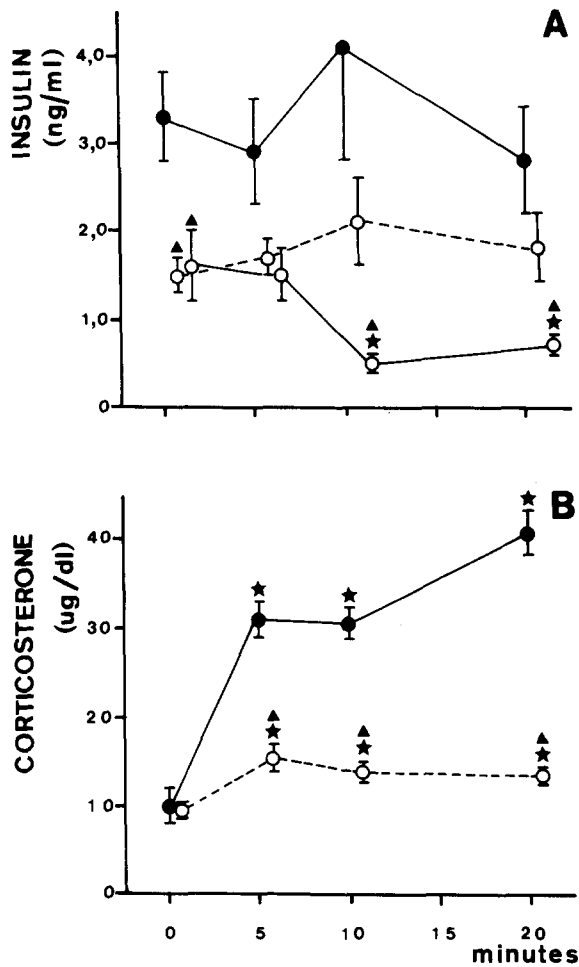 A
INSULIN
(ng/ml)
4,0
3,0
2,0
1,0
0
B
CORTICOSTERONE
(ug/dl)
40
30
20
10
0
0 5 10 15 20
minutes